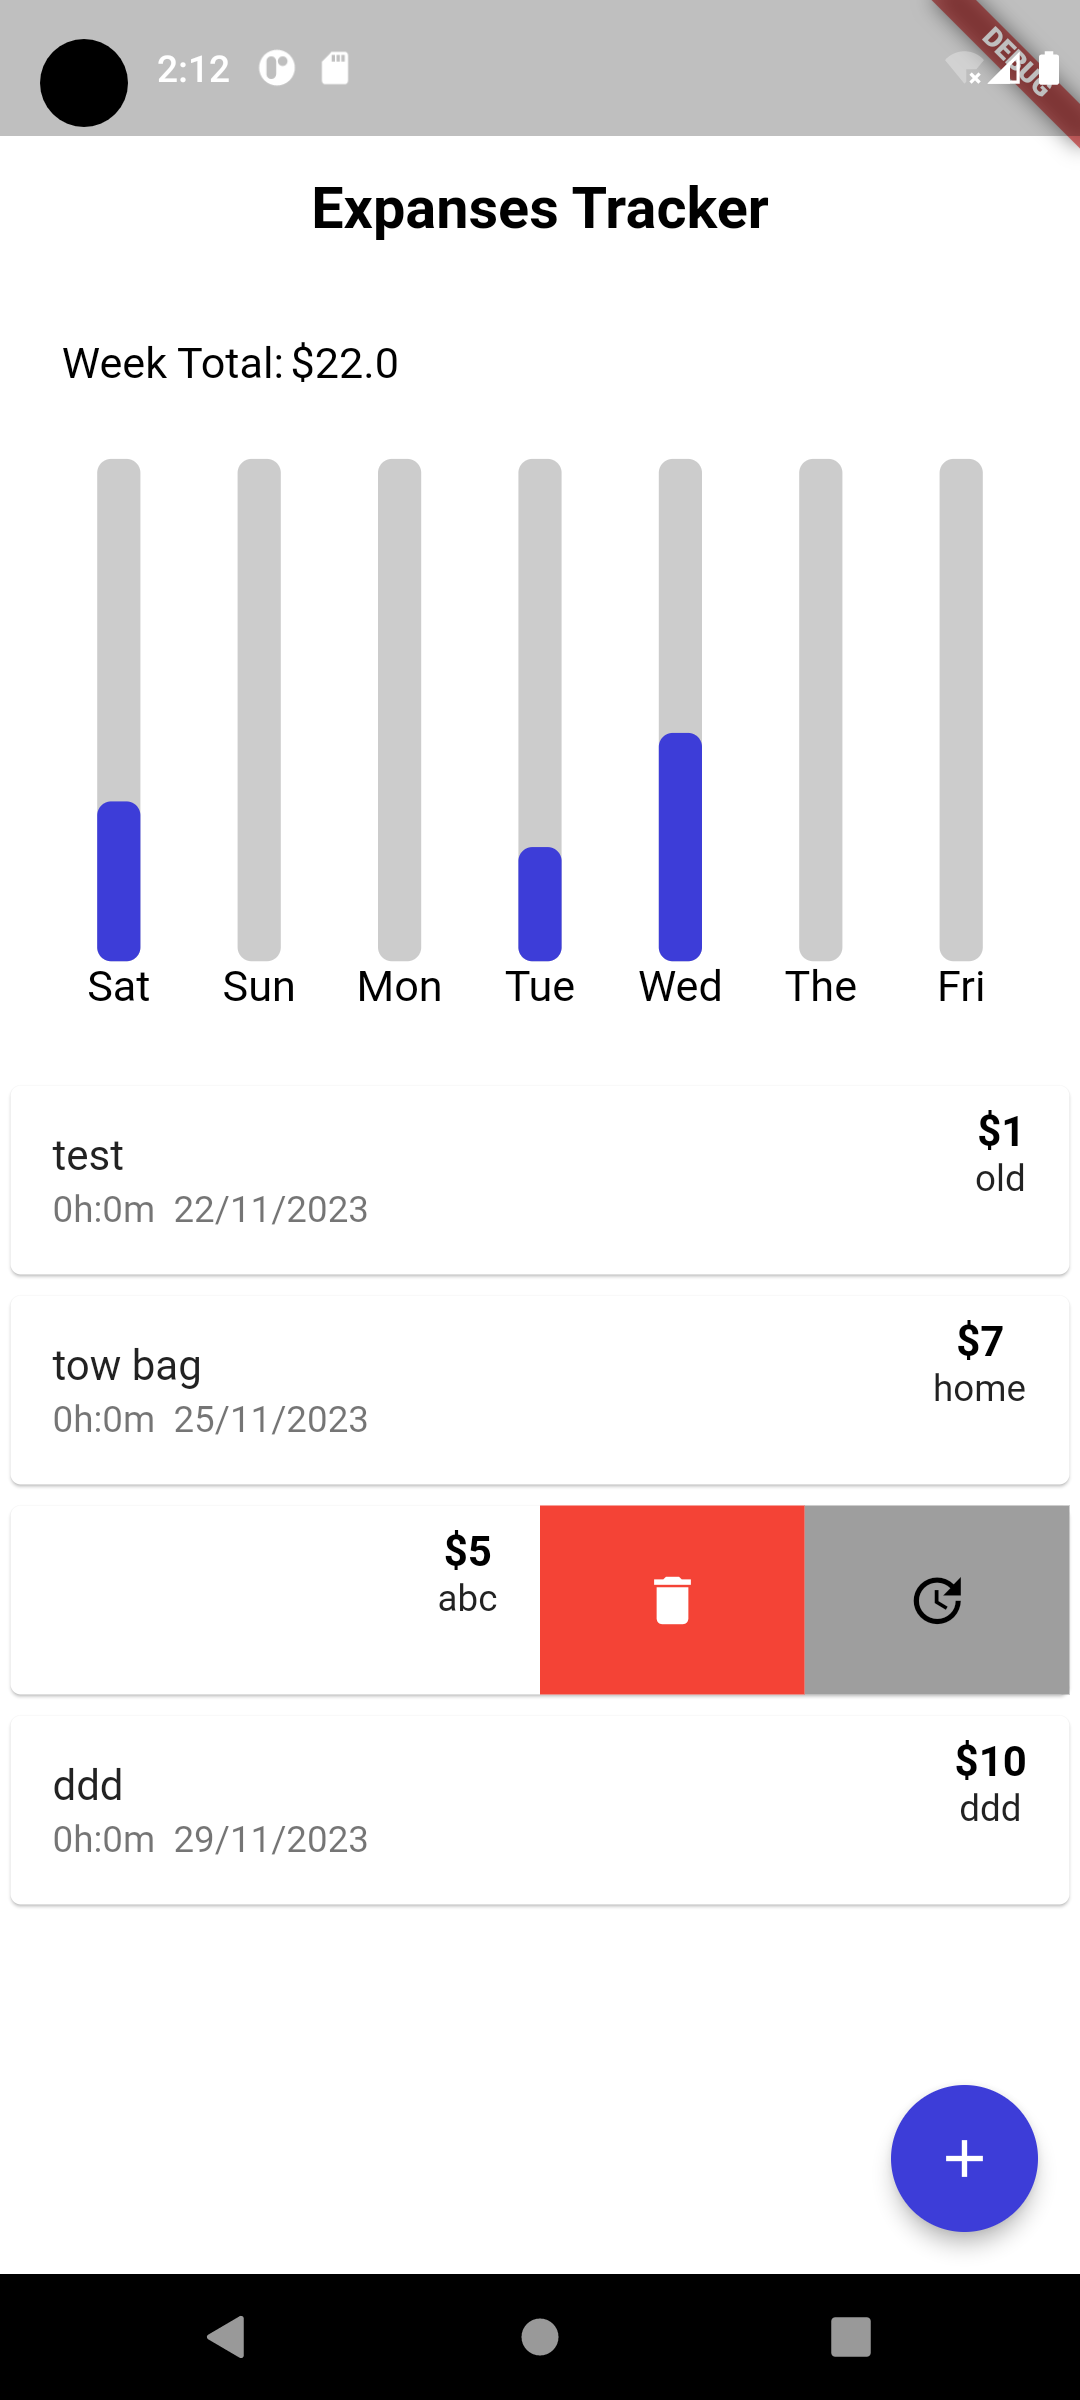 2:12
DEBUG
Expanses Tracker
Week Total: $22.0
Sat Sun Mon Tue Wed The Fri
$1
test
old
0h:0m 22/11/2023
$7
tow bag
home
0h:0m 25/11/2023
$5
abc
$10
ddd
ddd
0h:0m 29/11/2023